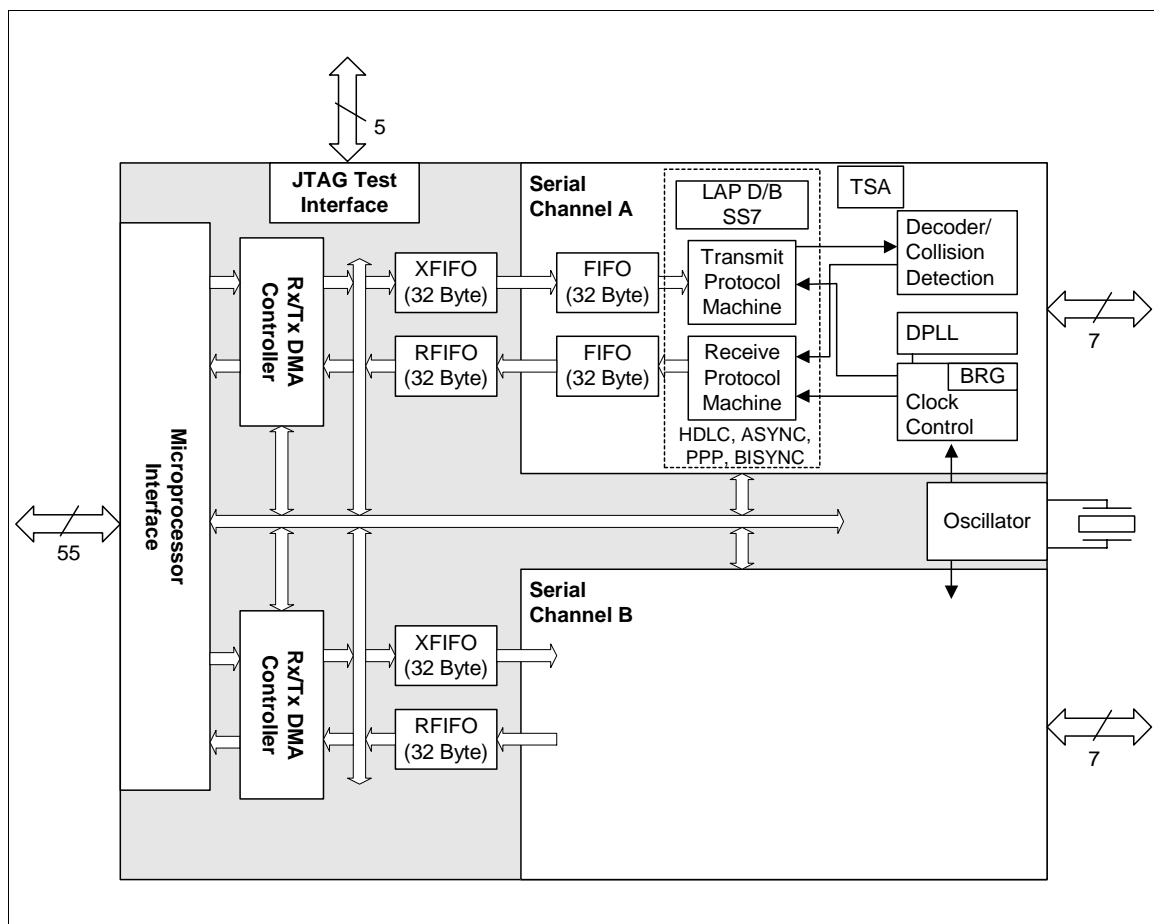 5
JTAG Test
Interface
Serial
Channel A
LAP D/B
SS7
TSA
Decoder/
Collision
Detection
Transmit
Protocol
Machine
XFIFO
(32 Byte)
FIFO
(32 Byte)
Rx/Tx DMA
Controller
7
DPLL
RFIFO
(32 Byte)
FIFO
(32 Byte)
Receive
Protocol
Machine
BRG
Clock
Control
HDLC, ASYNC,
PPP, BISYNC
Microprocessor
Interface
55
Oscillator
Serial
Channel B
Rx/Tx DMA
Controller
XFIFO
(32 Byte)
RFIFO
(32 Byte)
7